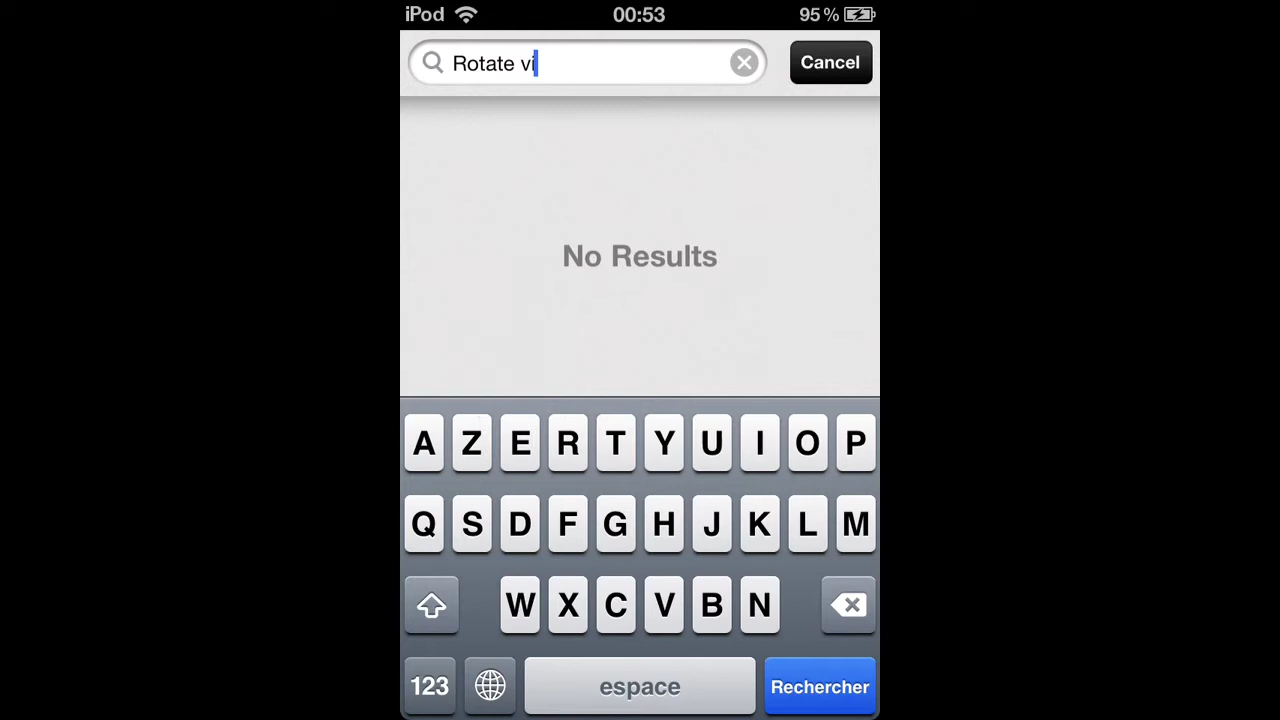 iPod 00:53 95 %
Rotate vi Cancel
No Results
A Z E R T Y U I O P
Q S D F G H J K L M
W X C V B N
123 espace Rechercher